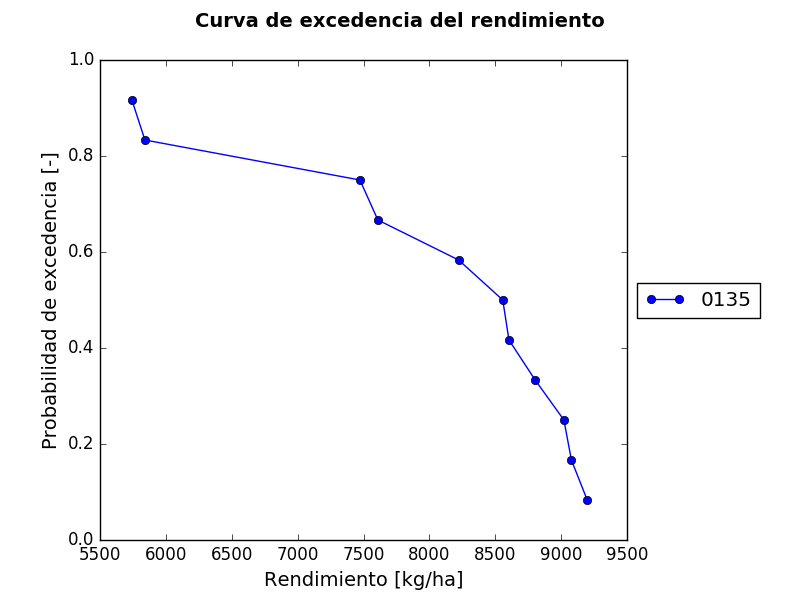 Curva de excedencia del rendimiento
1.0
0.8
0.6
0.4
0.2
0.0
Probabilidad de excedencia [-]
0135
5500 6000 6500 7000 7500 8000 8500 9000 9500
Rendimiento [kg/ha]